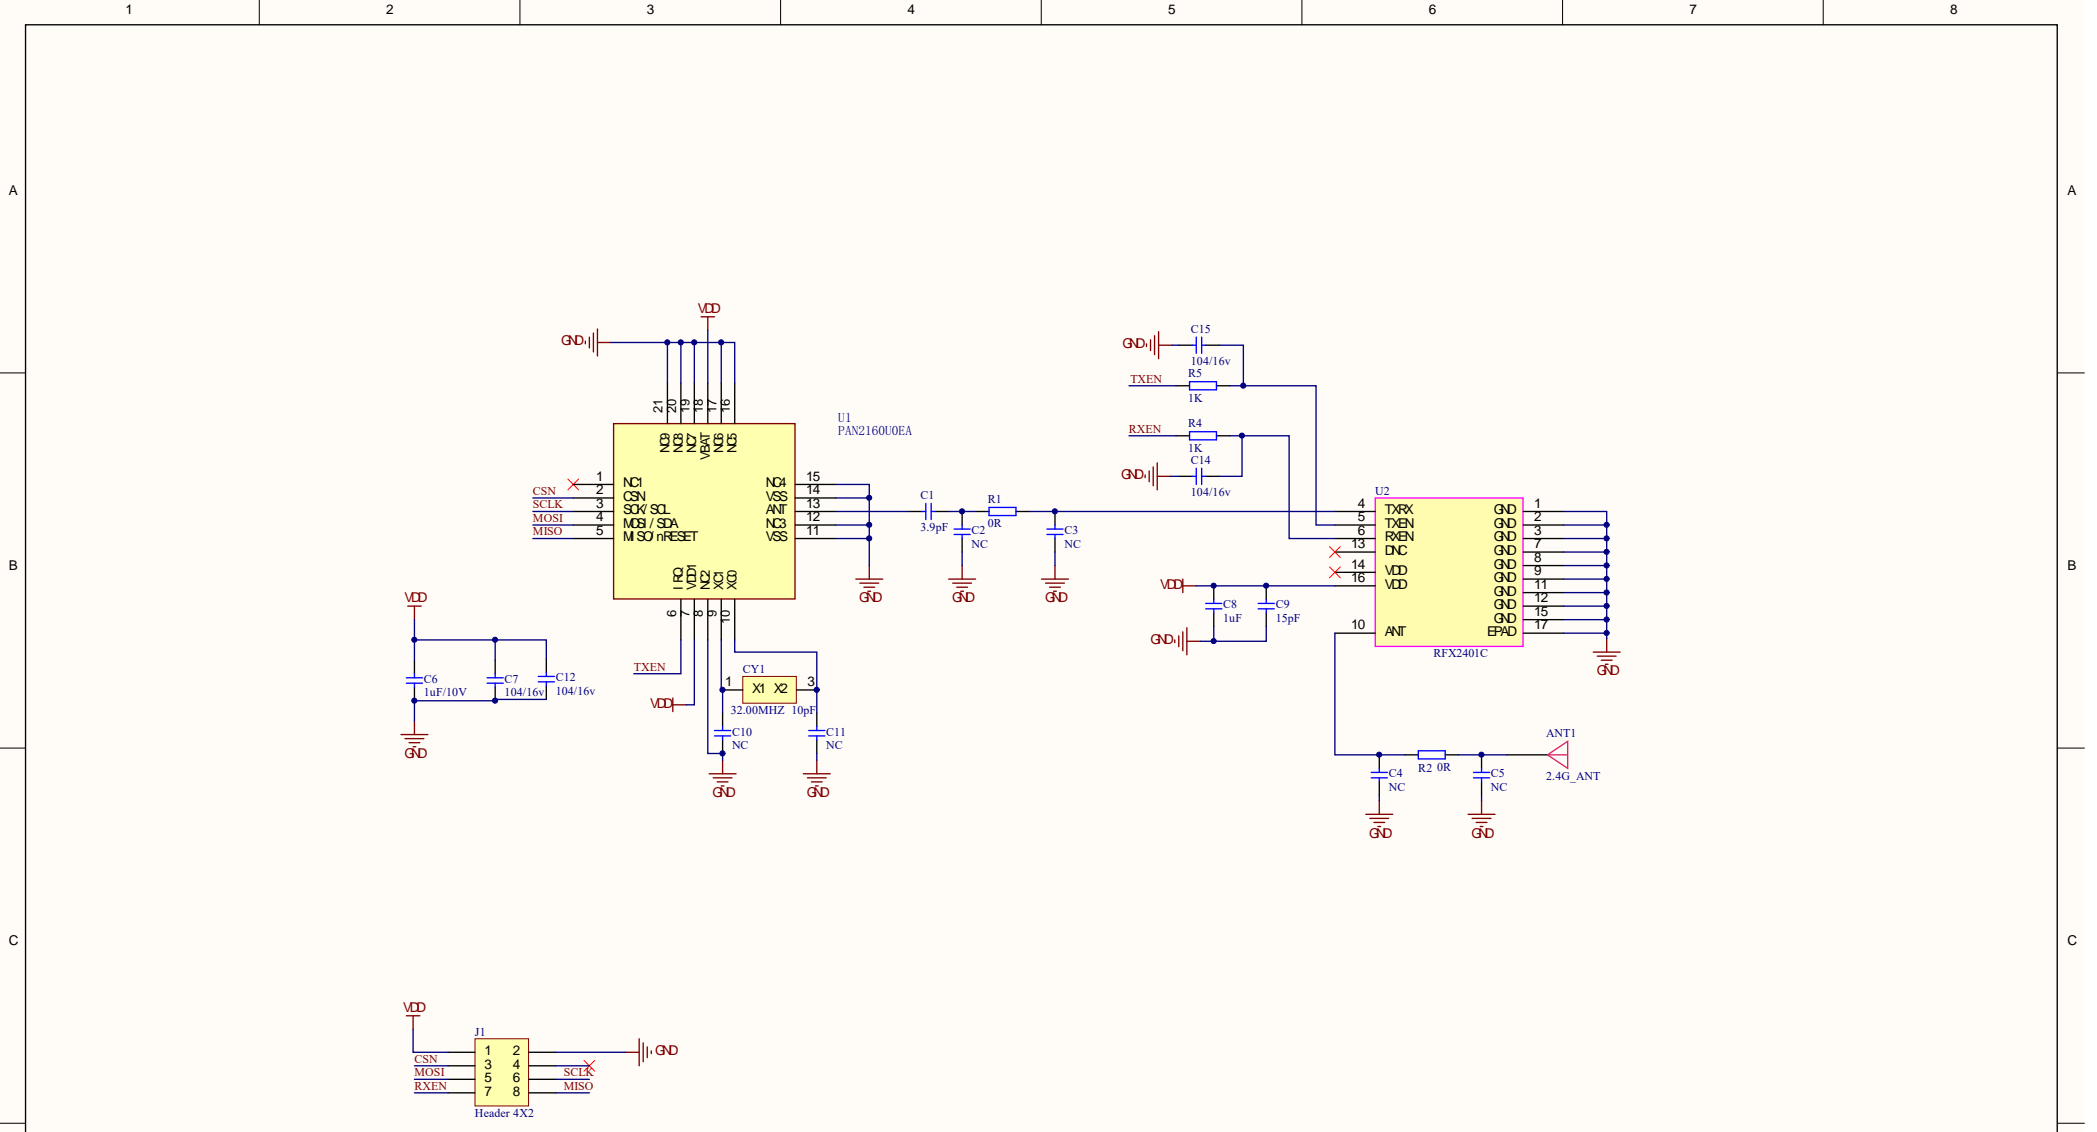 1 2 3 4 5 6 7 8
A A
B B
C C
VDD
GND
21 20 19 18 17 16
NC9 NC8 NC7 VBAT NC6 NC5
U1
PAN2160U0EA
1 NC1
CSN 2 CSN
SCLK 3 SCK/SCL
MOSI 4 MOSI/SDA
MISO 5 MISO/nRESET
NC4 15
VSS 14
ANT 13
NC3 12
VSS 11
IRQ VDD1 NC2 XC1 XC0
6 7 8 9 10
GND
TXEN
VDD
CY1
1 X1 X2 3
32.00MHZ 10pF
C10
NC
GND
C11
NC
GND
VDD
C6
1uF/10V
C7
104/16v
C12
104/16v
GND
C1
3.9pF
C2
NC
GND
R1
0R
C3
NC
GND
C15
GND
104/16v
TXEN R5
1K
RXEN R4
1K
GND C14
104/16v
U2
4 TXRX
5 TXEN
6 RXEN
13 DNC
14 VDD
16 VDD
10 ANT
GND 1
GND 2
GND 3
GND 7
GND 8
GND 9
GND 11
GND 12
GND 15
EPAD 17
RFX2401C
GND
VDD
C8
1uF
C9
15pF
GND
ANT1
2.4G_ANT
R2 0R
C4
NC
GND
C5
NC
GND
VDD
J1
1 2 GND
CSN 3 4
MOSI 5 6 SCLK
RXEN 7 8 MISO
Header 4X2